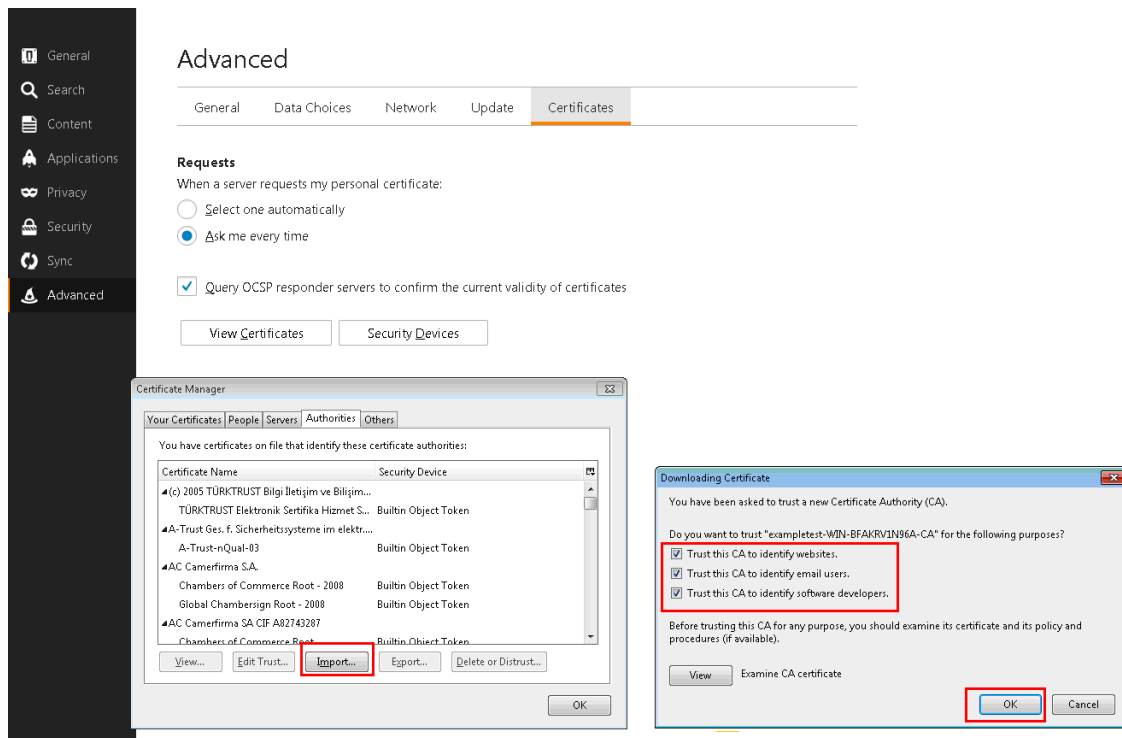 General
Search
Content
Applications
Privacy
Security
Sync
Advanced
Advanced
General Data Choices Network Update Certificates
Requests
When a server requests my personal certificate:
Select one automatically
Ask me every time
Query OCSP responder servers to confirm the current validity of certificates
View Certificates Security Devices
Certificate Manager
Your Certificates People Servers Authorities Others
You have certificates on file that identify these certificate authorities:
Certificate Name Security Device
(c) 2005 TÜRKTRUST Bilgi İletişim ve Bilişim...
TÜRKTRUST Elektronik Sertifika Hizmet S... Builtin Object Token
A-Trust Ges. f. Sicherheitssysteme im elektr....
A-Trust-nQual-03 Builtin Object Token
AC Camerfirma S.A.
Chambers of Commerce Root - 2008 Builtin Object Token
Global Chambersign Root - 2008 Builtin Object Token
AC Camerfirma SA CIF A82743287
Chambers of Commerce Root Builtin Object Token
View... Edit Trust... Import... Export... Delete or Distrust...
OK
Downloading Certificate
You have been asked to trust a new Certificate Authority (CA).
Do you want to trust "exampletest-WIN-BFAKRV1N96A-CA" for the following purposes?
Trust this CA to identify websites.
Trust this CA to identify email users.
Trust this CA to identify software developers.
Before trusting this CA for any purpose, you should examine its certificate and its policy and
procedures (if available).
View Examine CA certificate
OK Cancel